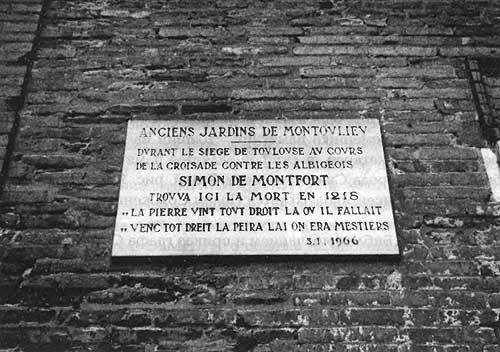 ANCIENS JARDINS DE MONTOVLIEV
DVRANT LE SIEGE DE TOVLOVSE AV COVRS
DE LA CROISADE CONTRE LES ALBIGEOIS
SIMON DE MONTFORT
TROVVA ICI LA MORT EN 1218
„ LA PIERRE VINT TOVT DROIT LA OV IL FALLAIT
„ VENC TOT DREIT LA PEIRA LAI ON ERA MESTIERS
3.1.1966